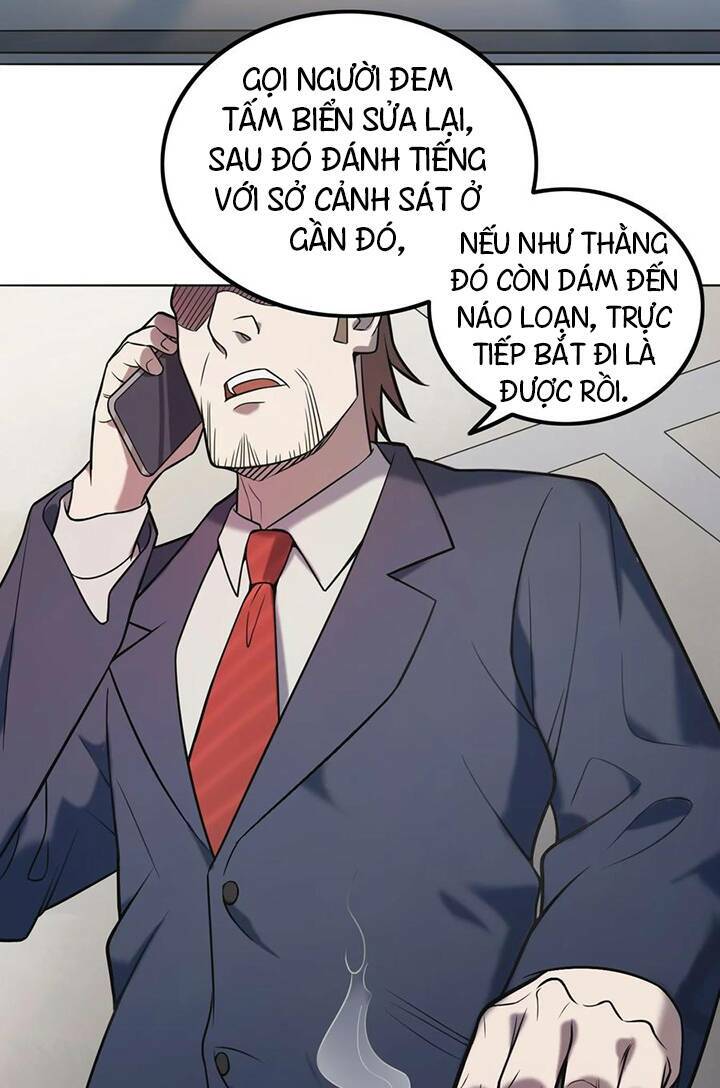 GỌI NGƯỜI ĐEM
TẤM BIỂN SỬA LẠI,
SAU ĐÓ ĐÁNH TIẾNG
VỚI SỞ CẢNH SÁT Ở
GẦN ĐÓ,
NẾU NHƯ THẰNG
ĐÓ CÒN DÁM ĐẾN
NÁO LOẠN, TRỰC
TIẾP BẮT ĐI LÀ
ĐƯỢC RỒI.